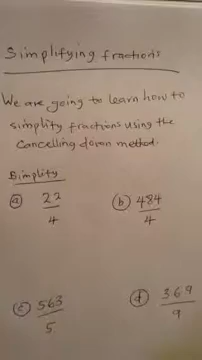 Simplifying fractions
We are going to learn how to
simplify fractions using the
Cancelling down method.
Simplify
(a) 22/4 (b) 484/4
(c) 563/5 (d) 369/9